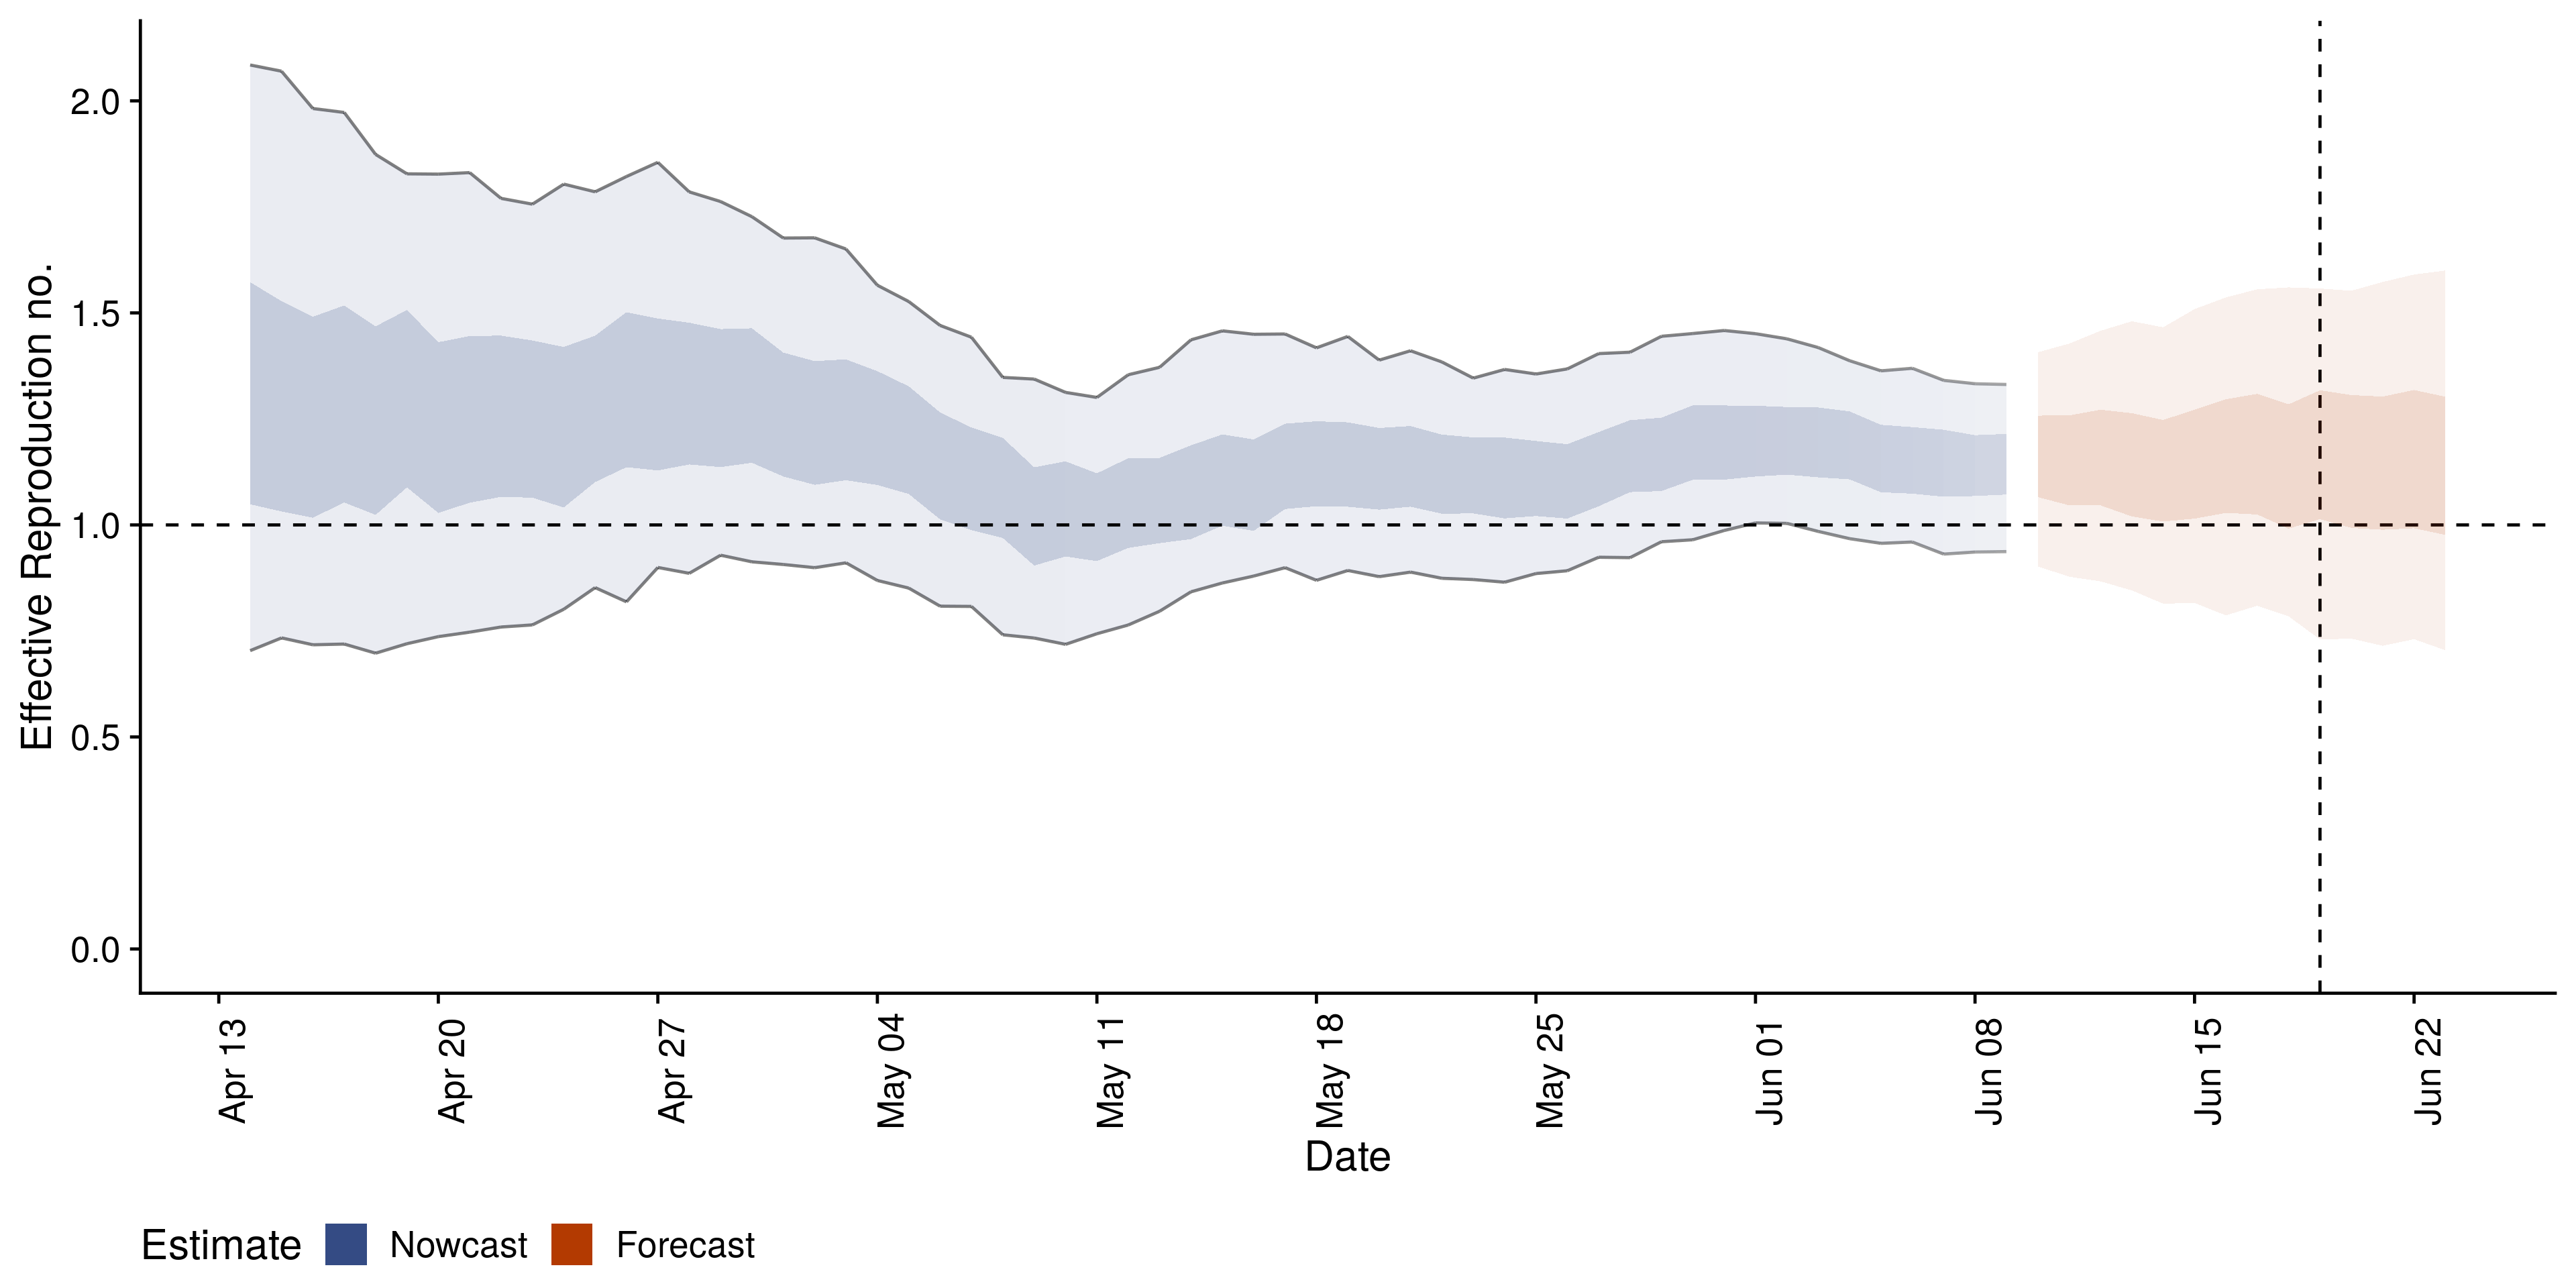 Effective Reproduction no.
2.0
1.5
1.0
0.5
0.0
Apr 13
Apr 20
Apr 27
May 04
May 11
May 18
May 25
Jun 01
Jun 08
Jun 15
Jun 22
Date
Estimate Nowcast Forecast